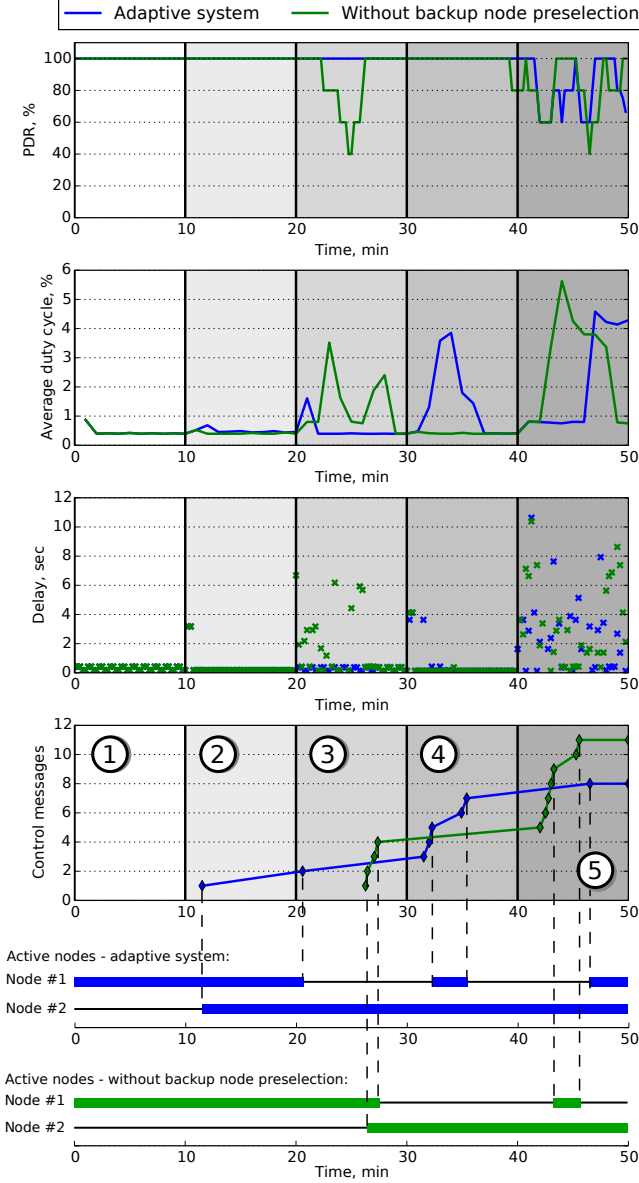 Adaptive system
Without backup node preselection
100
80
60
40
20
0
PDR, %
0 10 20 30 40 50
Time, min
6
5
4
3
2
1
0
Average duty cycle, %
0 10 20 30 40 50
Time, min
12
10
8
6
4
2
0
Delay, sec
0 10 20 30 40 50
Time, min
12
10
8
6
4
2
0
Control messages
1 2 3 4 5
0 10 20 30 40 50
Active nodes - adaptive system:
Node #1
Node #2
0 10 20 30 40 50
Active nodes - without backup node preselection:
Node #1
Node #2
0 10 20 30 40 50
Time, min